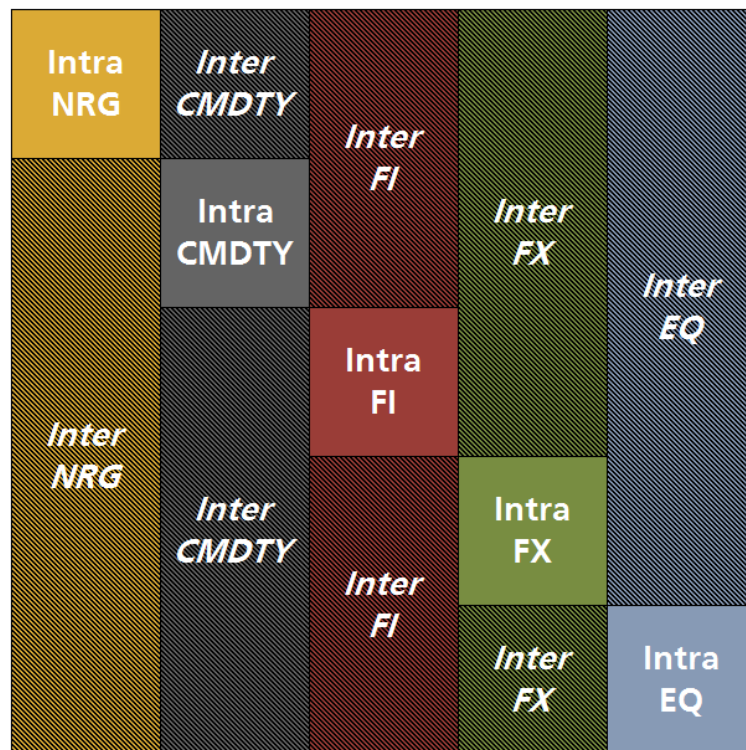 Intra
NRG
Inter
CMDTY
Inter
FI
Inter
FX
Inter
EQ
Intra
CMDTY
Intra
FI
Inter
NRG
Inter
CMDTY
Intra
FX
Inter
FI
Inter
FX
Intra
EQ